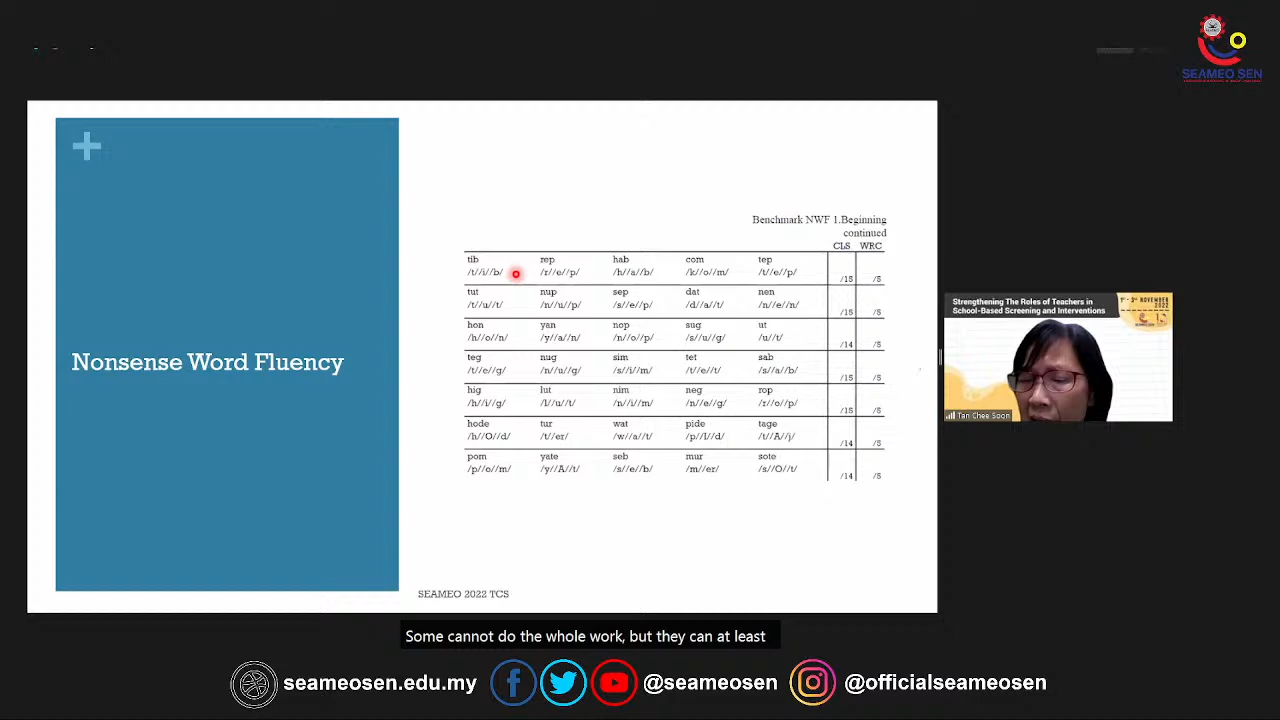 SEAMEO SEN
Benchmark NWF 1.Beginning
continued
CLS WRC
tib rep hab com tep
/t//i//b/ /r//e//p/ /h//a//b/ /k//o//m/ /t//e//p/ /15 /5
tut nup sep dat nen
/t//u//t/ /n//u//p/ /s//e//p/ /d//a//t/ /n//e//n/ /15 /5
hon yan nop sug ut
/h//o//n/ /y//a//n/ /n//o//p/ /s//u//g/ /u//t/ /14 /5
teg nug sim tet sab
/t//e//g/ /n//u//g/ /s//i//m/ /t//e//t/ /s//a//b/ /15 /5
hig lut nim neg rop
/h//i//g/ /l//u//t/ /n//i//m/ /n//e//g/ /r//o//p/ /15 /5
hode tur wat pide tage
/h//O//d/ /t//er/ /w//a//t/ /p//I//d/ /t//A//j/ /14 /5
pom yate seb mur sote
/p//o//m/ /y//A//t/ /s//e//b/ /m//er/ /s//O//t/ /14 /5
Nonsense Word Fluency
SEAMEO 2022 TCS
Strengthening The Roles of Teachers in
School-Based Screening and Interventions
1ST - 3RD NOVEMBER
2022
Tan Chee Soon
Some cannot do the whole work, but they can at least
seameosen.edu.my @seameosen @officialseameosen